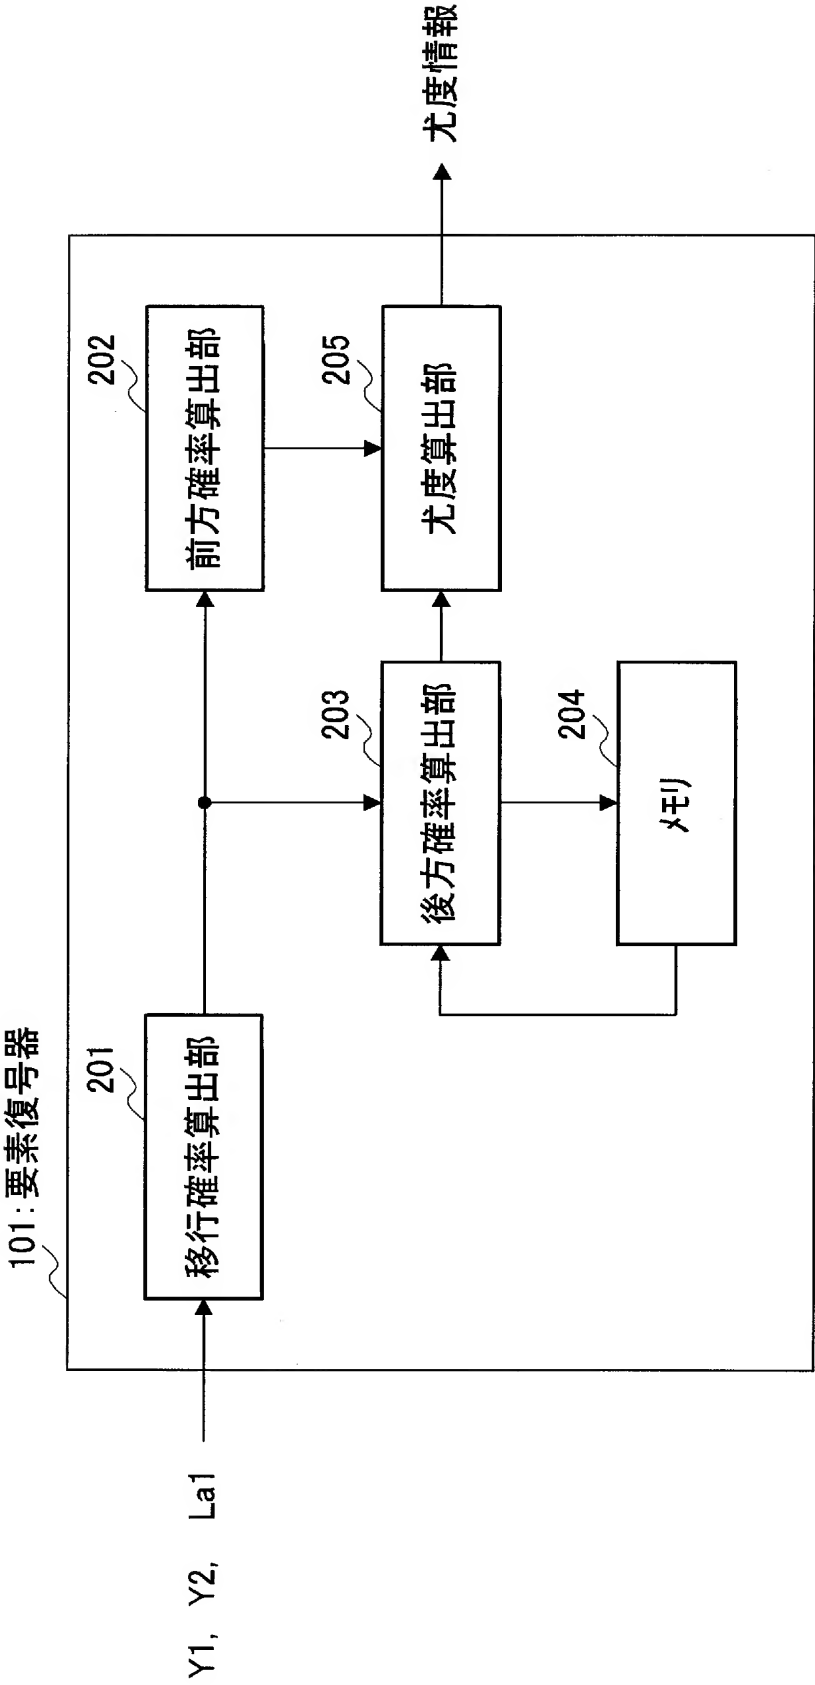 101:要素復号器
Y1, Y2, La1
201
移行確率算出部
202
前方確率算出部
203
後方確率算出部
204
メモリ
205
尤度算出部
尤度情報